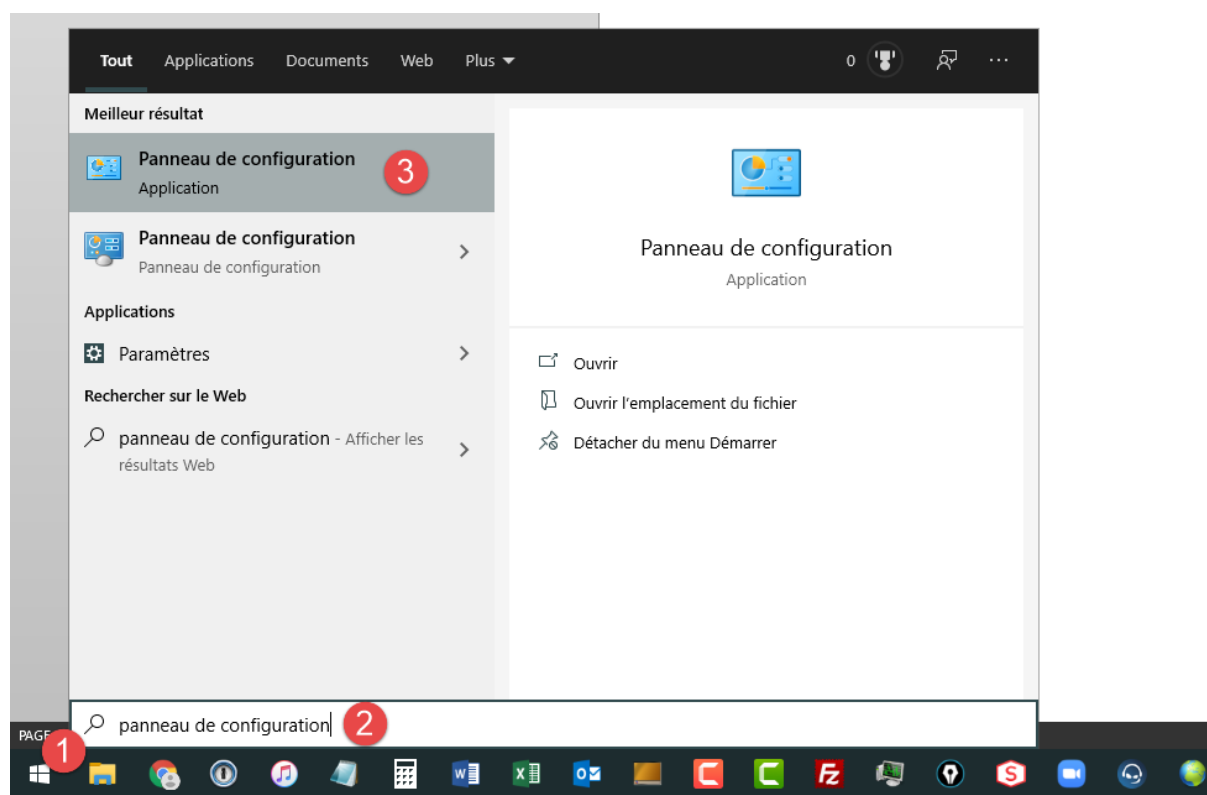 Tout Applications Documents Web Plus 0 ...
Meilleur résultat
Panneau de configuration
Application
3
Panneau de configuration
Panneau de configuration
Applications
Paramètres
Rechercher sur le Web
panneau de configuration - Afficher les
résultats Web
Panneau de configuration
Application
Ouvrir
Ouvrir l'emplacement du fichier
Détacher du menu Démarrer
panneau de configuration
2
PAGE
1
W X O Fz S